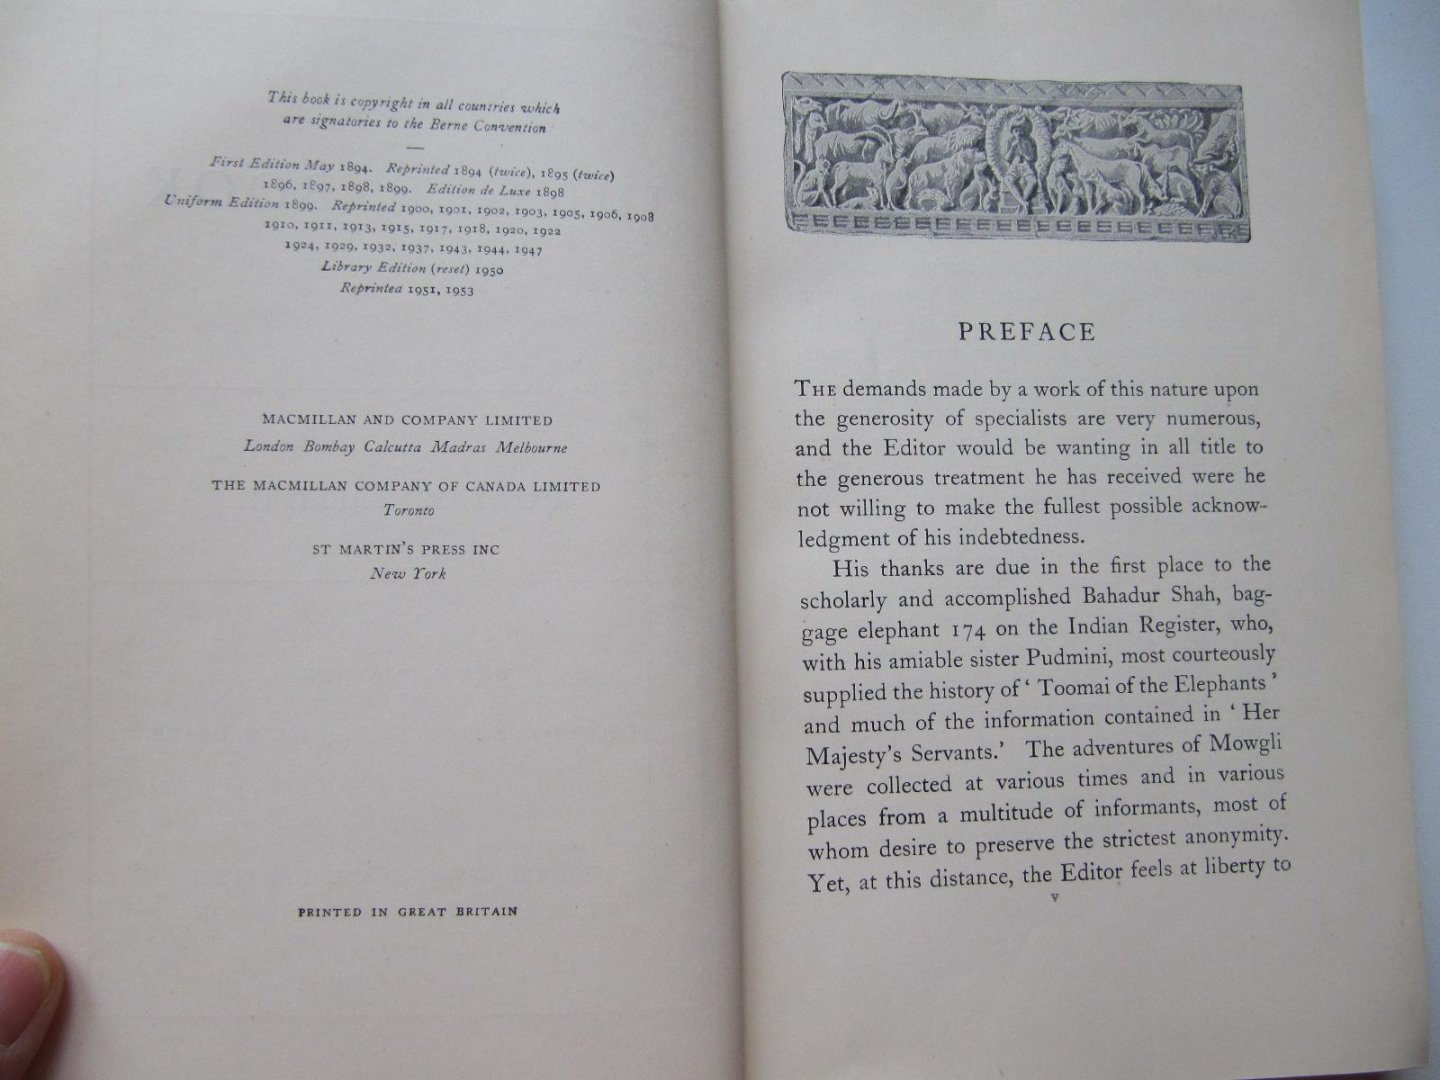 This book is copyright in all countries which
are signatories to the Berne Convention
First Edition May 1894. Reprinted 1894 (twice), 1895 (twice)
1896, 1897, 1898, 1899. Edition de Luxe 1898
Uniform Edition 1899. Reprinted 1900, 1901, 1902, 1903, 1905, 1906, 1908
1910, 1911, 1913, 1915, 1917, 1918, 1920, 1922
1924, 1929, 1932, 1937, 1943, 1944, 1947
Library Edition (reset) 1950
Reprinted 1951, 1953
MACMILLAN AND COMPANY LIMITED
London Bombay Calcutta Madras Melbourne
THE MACMILLAN COMPANY OF CANADA LIMITED
Toronto
ST MARTIN'S PRESS INC
New York
PRINTED IN GREAT BRITAIN
PREFACE
THE demands made by a work of this nature upon
the generosity of specialists are very numerous,
and the Editor would be wanting in all title to
the generous treatment he has received were he
not willing to make the fullest possible acknow-
ledgment of his indebtedness.
His thanks are due in the first place to the
scholarly and accomplished Bahadur Shah, bag-
gage elephant 174 on the Indian Register, who,
with his amiable sister Pudmini, most courteously
supplied the history of ‘ Toomai of the Elephants ’
and much of the information contained in ‘ Her
Majesty’s Servants.’ The adventures of Mowgli
were collected at various times and in various
places from a multitude of informants, most of
whom desire to preserve the strictest anonymity.
Yet, at this distance, the Editor feels at liberty to
v